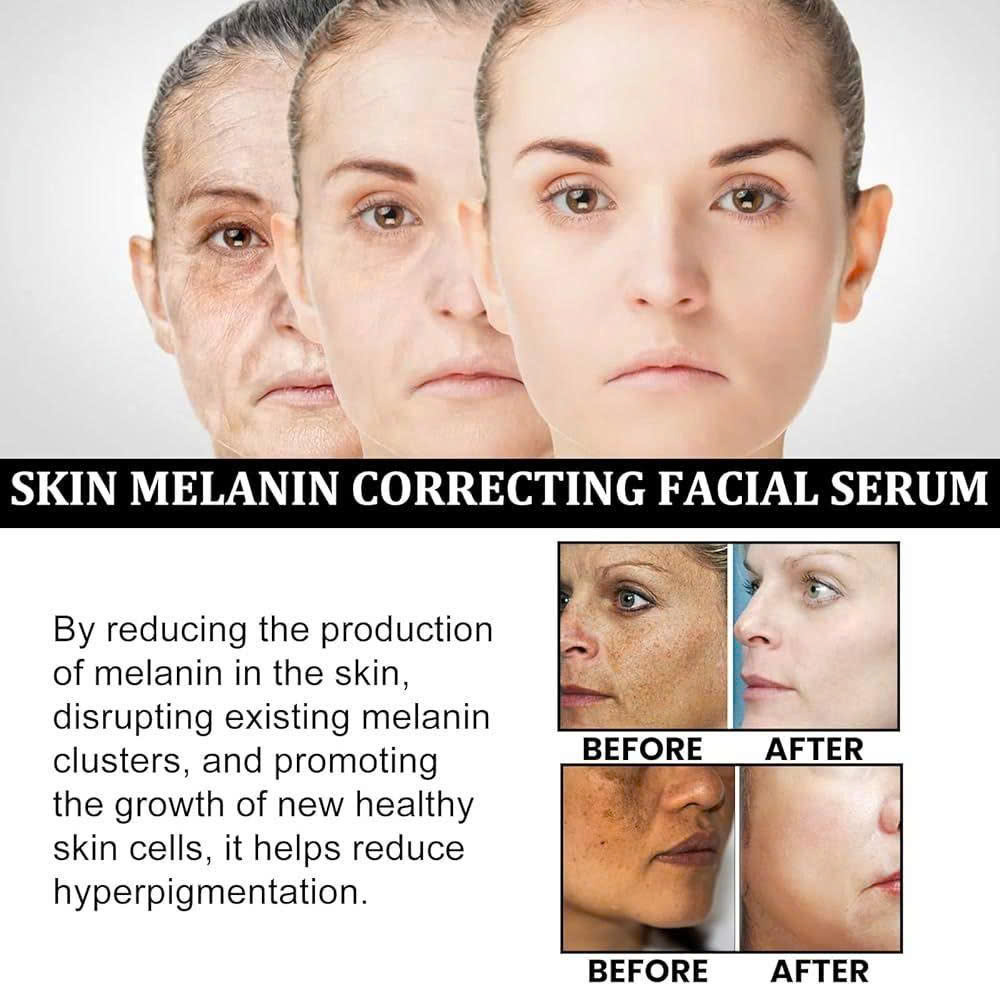 SKIN MELANIN CORRECTING FACIAL SERUM
By reducing the production
of melanin in the skin,
disrupting existing melanin
clusters, and promoting
the growth of new healthy
skin cells, it helps reduce
hyperpigmentation.
BEFORE AFTER
BEFORE AFTER